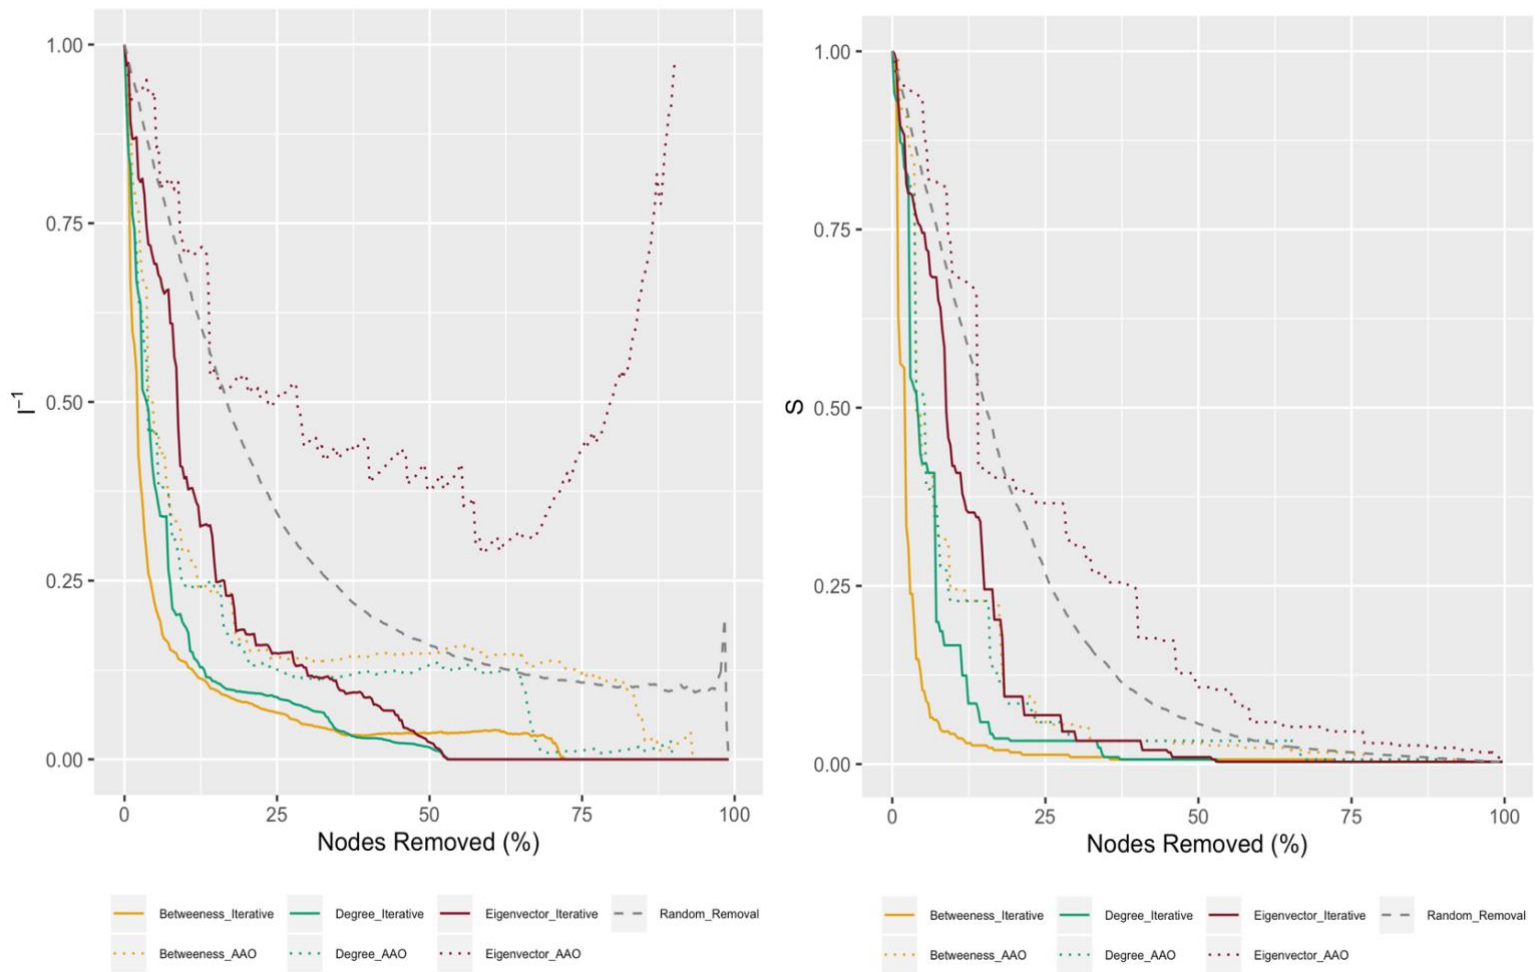 1.00
0.75
0.50
0.25
0.00
l⁻¹
0 25 50 75 100
Nodes Removed (%)
Betweeness_Iterative Degree_Iterative Eigenvector_Iterative Random_Removal
Betweeness_AAO Degree_AAO Eigenvector_AAO
1.00
0.75
0.50
0.25
0.00
S
0 25 50 75 100
Nodes Removed (%)
Betweeness_Iterative Degree_Iterative Eigenvector_Iterative Random_Removal
Betweeness_AAO Degree_AAO Eigenvector_AAO